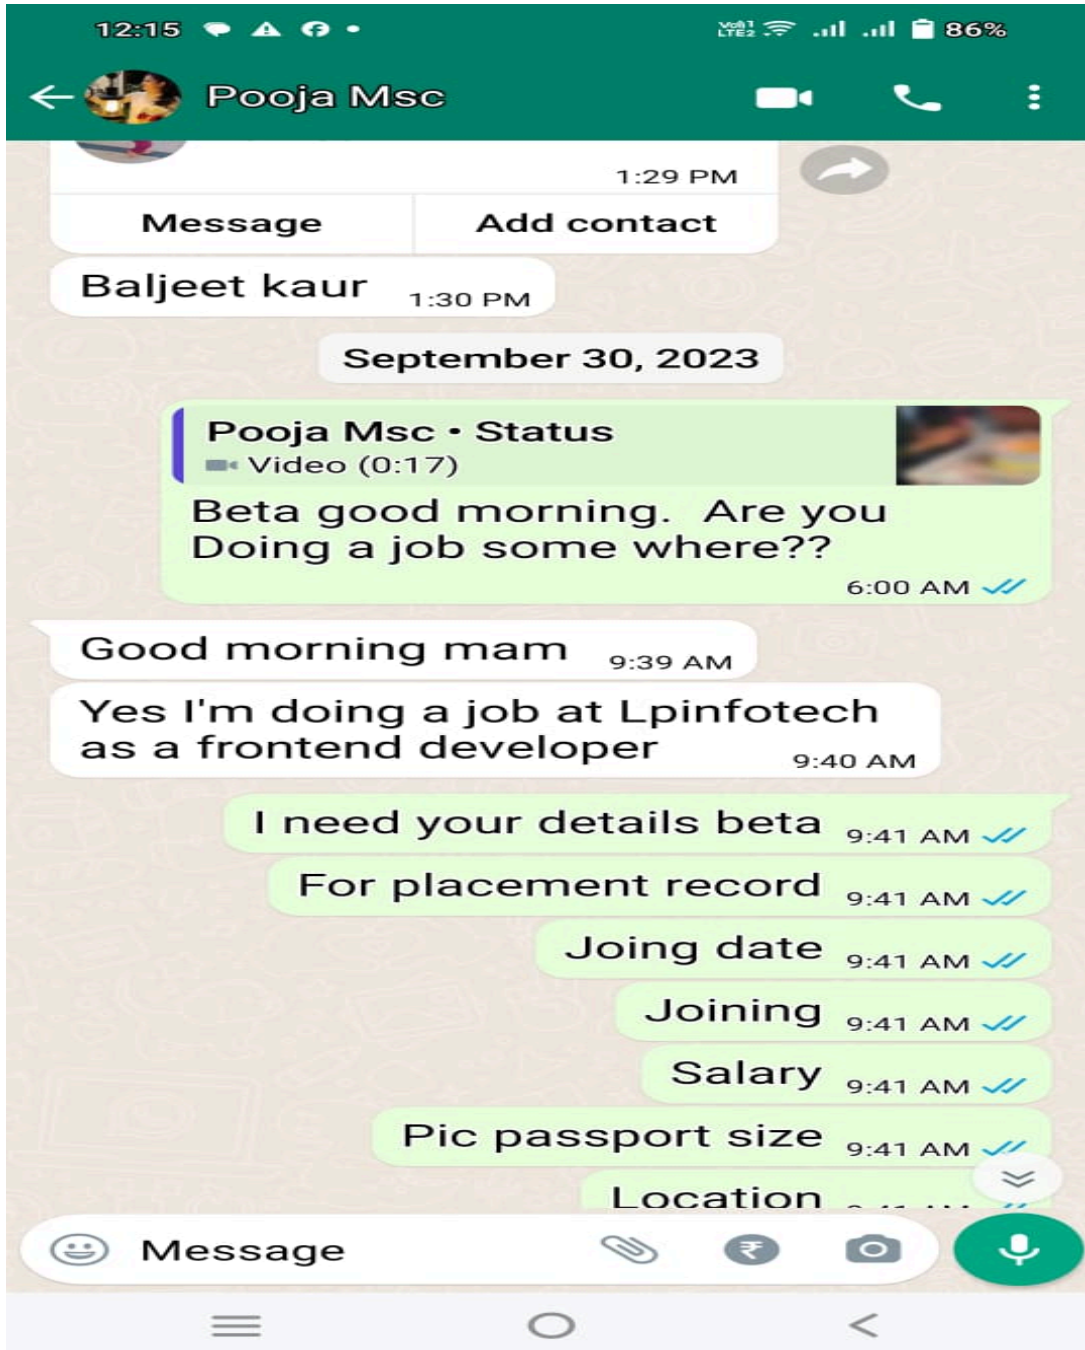 12:15
Vo))1
LTE2
86%
Pooja Msc
1:29 PM
Message
Add contact
Baljeet kaur
1:30 PM
September 30, 2023
Pooja Msc • Status
Video (0:17)
Beta good morning. Are you
Doing a job some where??
6:00 AM
Good morning mam
9:39 AM
Yes I'm doing a job at Lpinfotech
as a frontend developer
9:40 AM
I need your details beta
9:41 AM
For placement record
9:41 AM
Joing date
9:41 AM
Joining
9:41 AM
Salary
9:41 AM
Pic passport size
9:41 AM
Location
Message